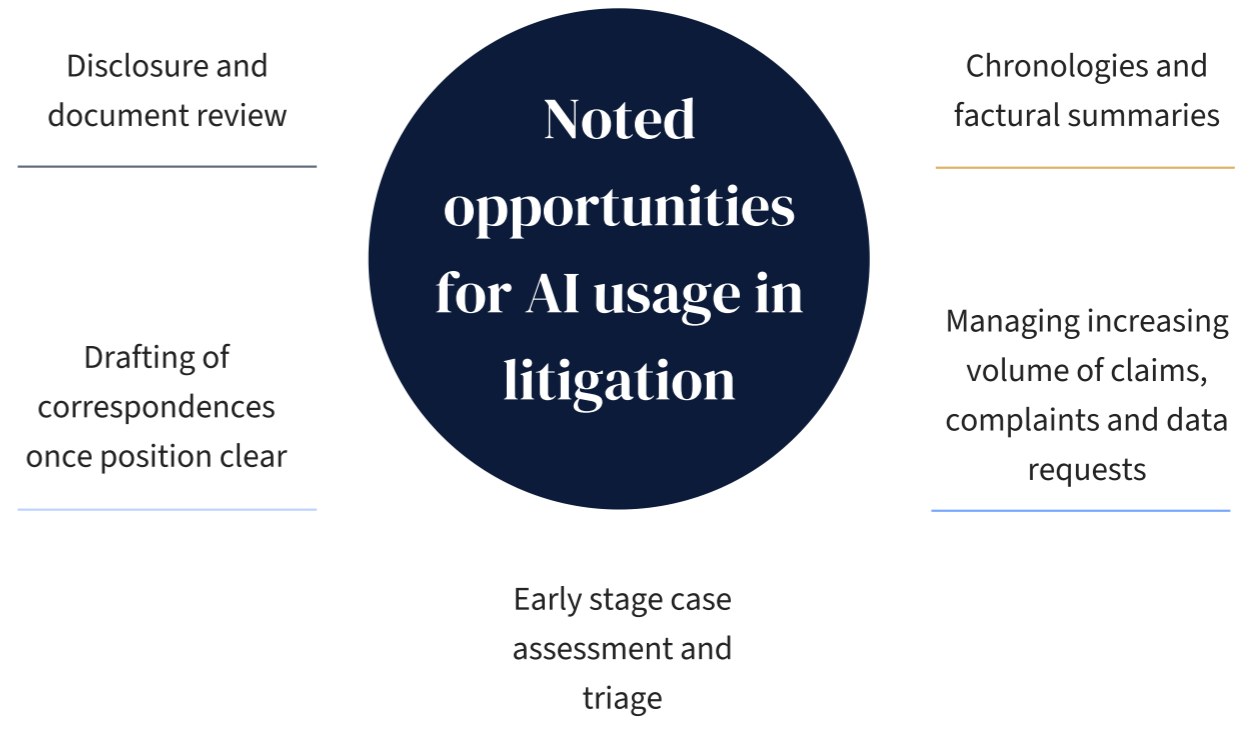 Disclosure and
document review
Noted
opportunities
for AI usage in
litigation
Chronologies and
factural summaries
Drafting of
correspondences
once position clear
Managing increasing
volume of claims,
complaints and data
requests
Early stage case
assessment and
triage